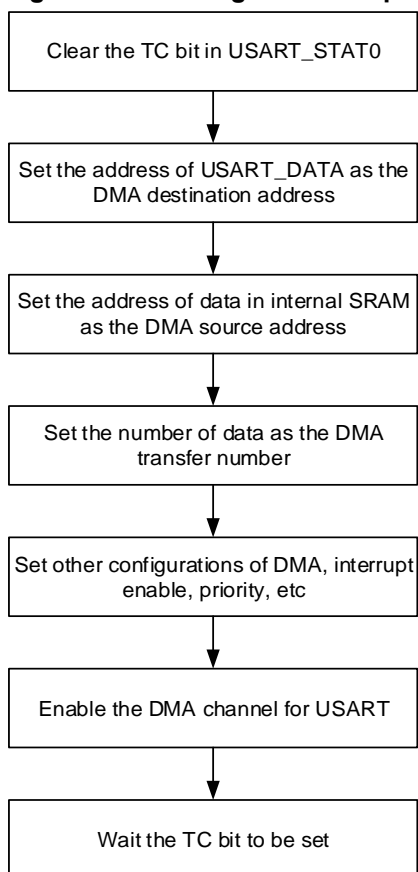 Clear the TC bit in USART_STAT0
Set the address of USART_DATA as the
DMA destination address
Set the address of data in internal SRAM
as the DMA source address
Set the number of data as the DMA
transfer number
Set other configurations of DMA, interrupt
enable, priority, etc
Enable the DMA channel for USART
Wait the TC bit to be set